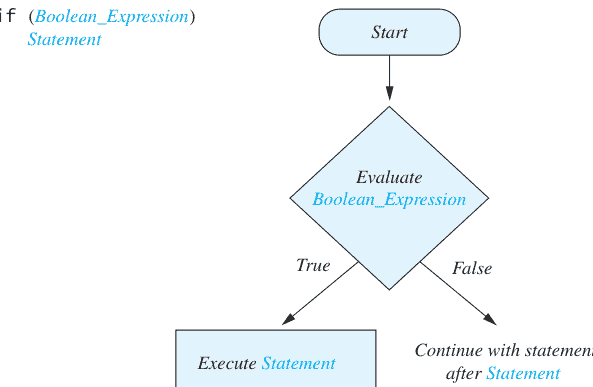 if (Boolean_Expression)
Statement
Start
Evaluate
Boolean_Expression
True
False
Execute Statement
Continue with statement
after Statement